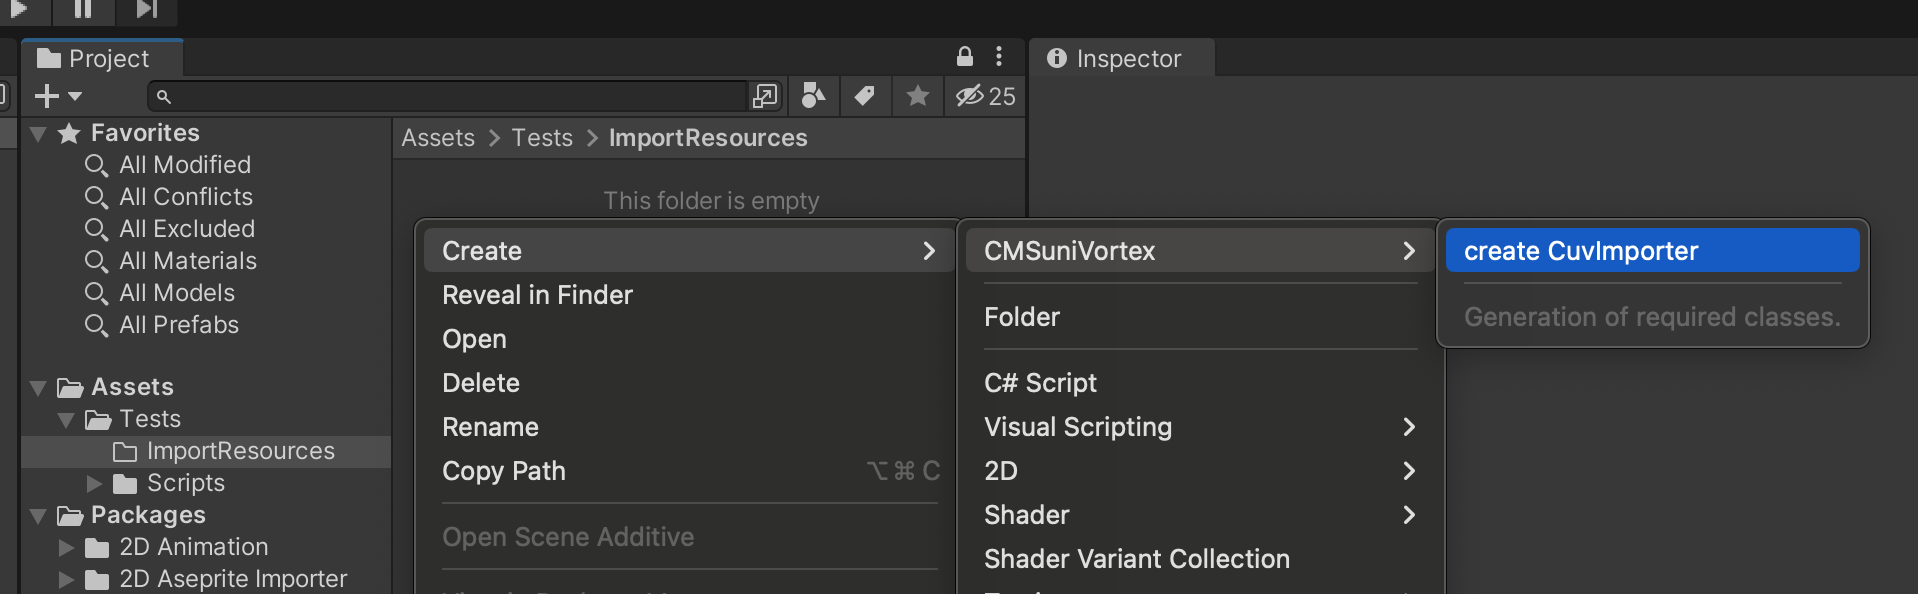 Project
Inspector
25
Favorites
All Modified
All Conflicts
All Excluded
All Materials
All Models
All Prefabs
Assets
Tests
ImportResources
Scripts
Packages
2D Animation
2D Aseprite Importer
Assets > Tests > ImportResources
This folder is empty
Create
Reveal in Finder
Open
Delete
Rename
Copy Path ⌥⌘C
Open Scene Additive
CMSuniVortex
Folder
C# Script
Visual Scripting
2D
Shader
Shader Variant Collection
create CuvImporter
Generation of required classes.